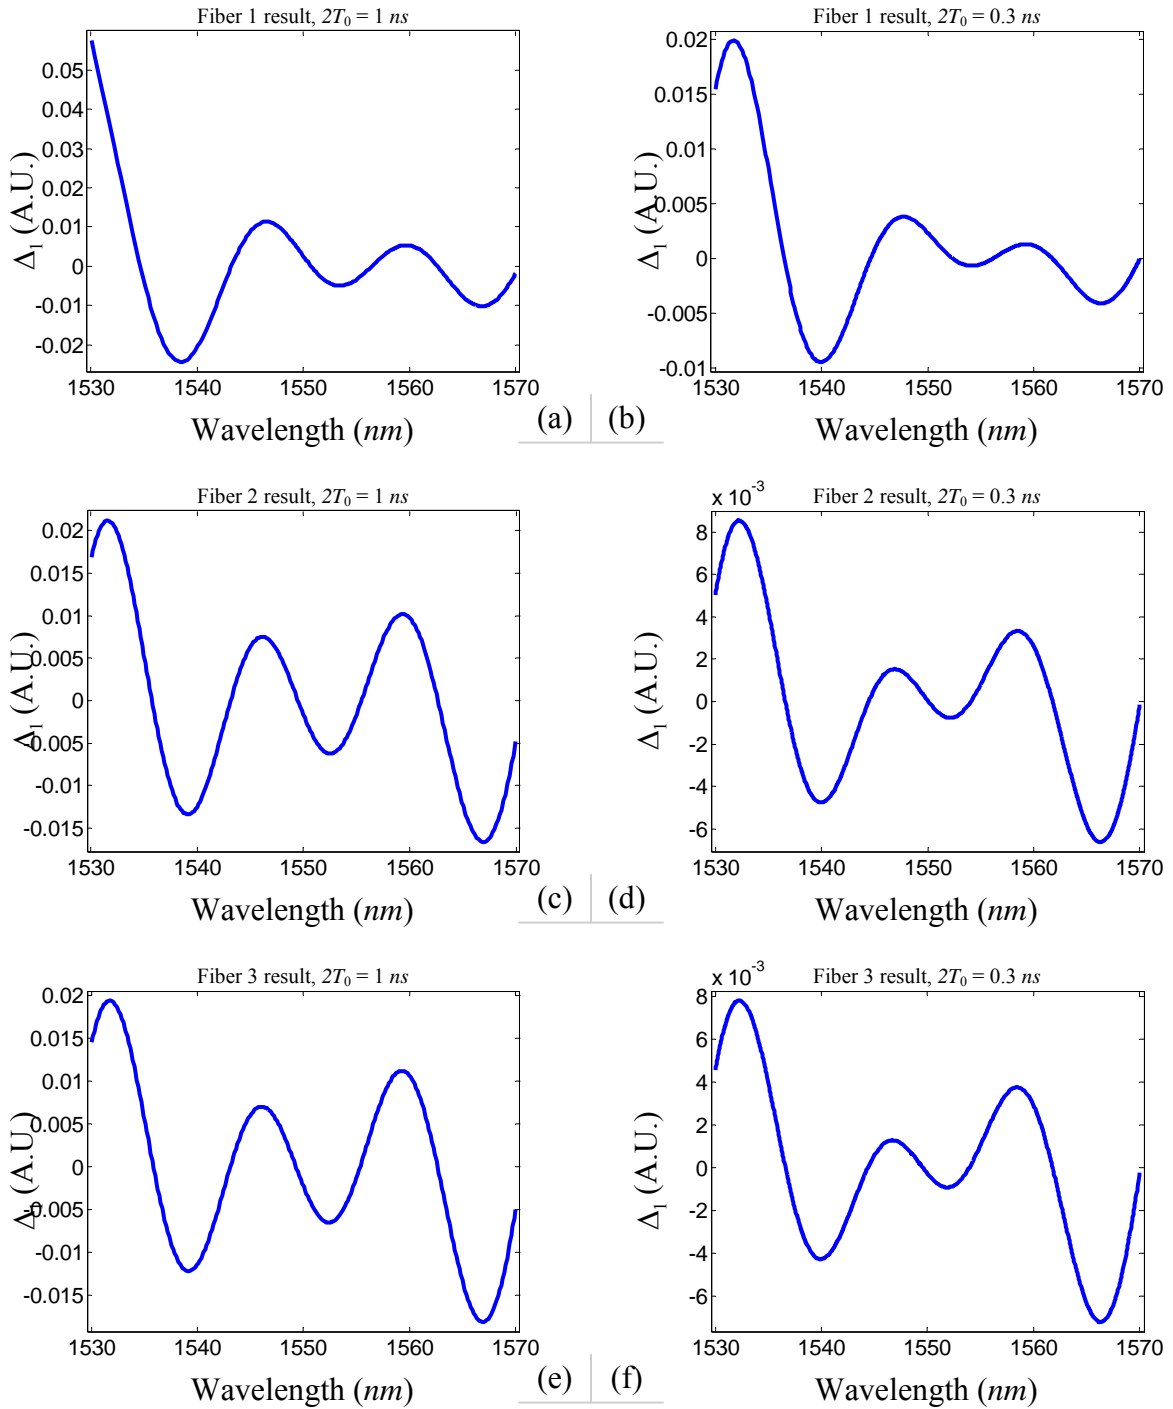 Fiber 1 result, 2T₀ = 1 ns
0.05
0.04
0.03
0.02
0.01
0
-0.01
-0.02
Δ₁ (A.U.)
1530 1540 1550 1560 1570
Wavelength (nm)
(a)
Fiber 1 result, 2T₀ = 0.3 ns
0.02
0.015
0.01
0.005
0
-0.005
-0.01
Δ₁ (A.U.)
1530 1540 1550 1560 1570
Wavelength (nm)
(b)
Fiber 2 result, 2T₀ = 1 ns
0.02
0.015
0.01
0.005
0
-0.005
-0.01
-0.015
Δ₁ (A.U.)
1530 1540 1550 1560 1570
Wavelength (nm)
(c)
Fiber 2 result, 2T₀ = 0.3 ns
x 10⁻³
8
6
4
2
0
-2
-4
-6
Δ₁ (A.U.)
1530 1540 1550 1560 1570
Wavelength (nm)
(d)
Fiber 3 result, 2T₀ = 1 ns
0.02
0.015
0.01
0.005
0
-0.005
-0.01
-0.015
Δ₁ (A.U.)
1530 1540 1550 1560 1570
Wavelength (nm)
(e)
Fiber 3 result, 2T₀ = 0.3 ns
x 10⁻³
8
6
4
2
0
-2
-4
-6
Δ₁ (A.U.)
1530 1540 1550 1560 1570
Wavelength (nm)
(f)